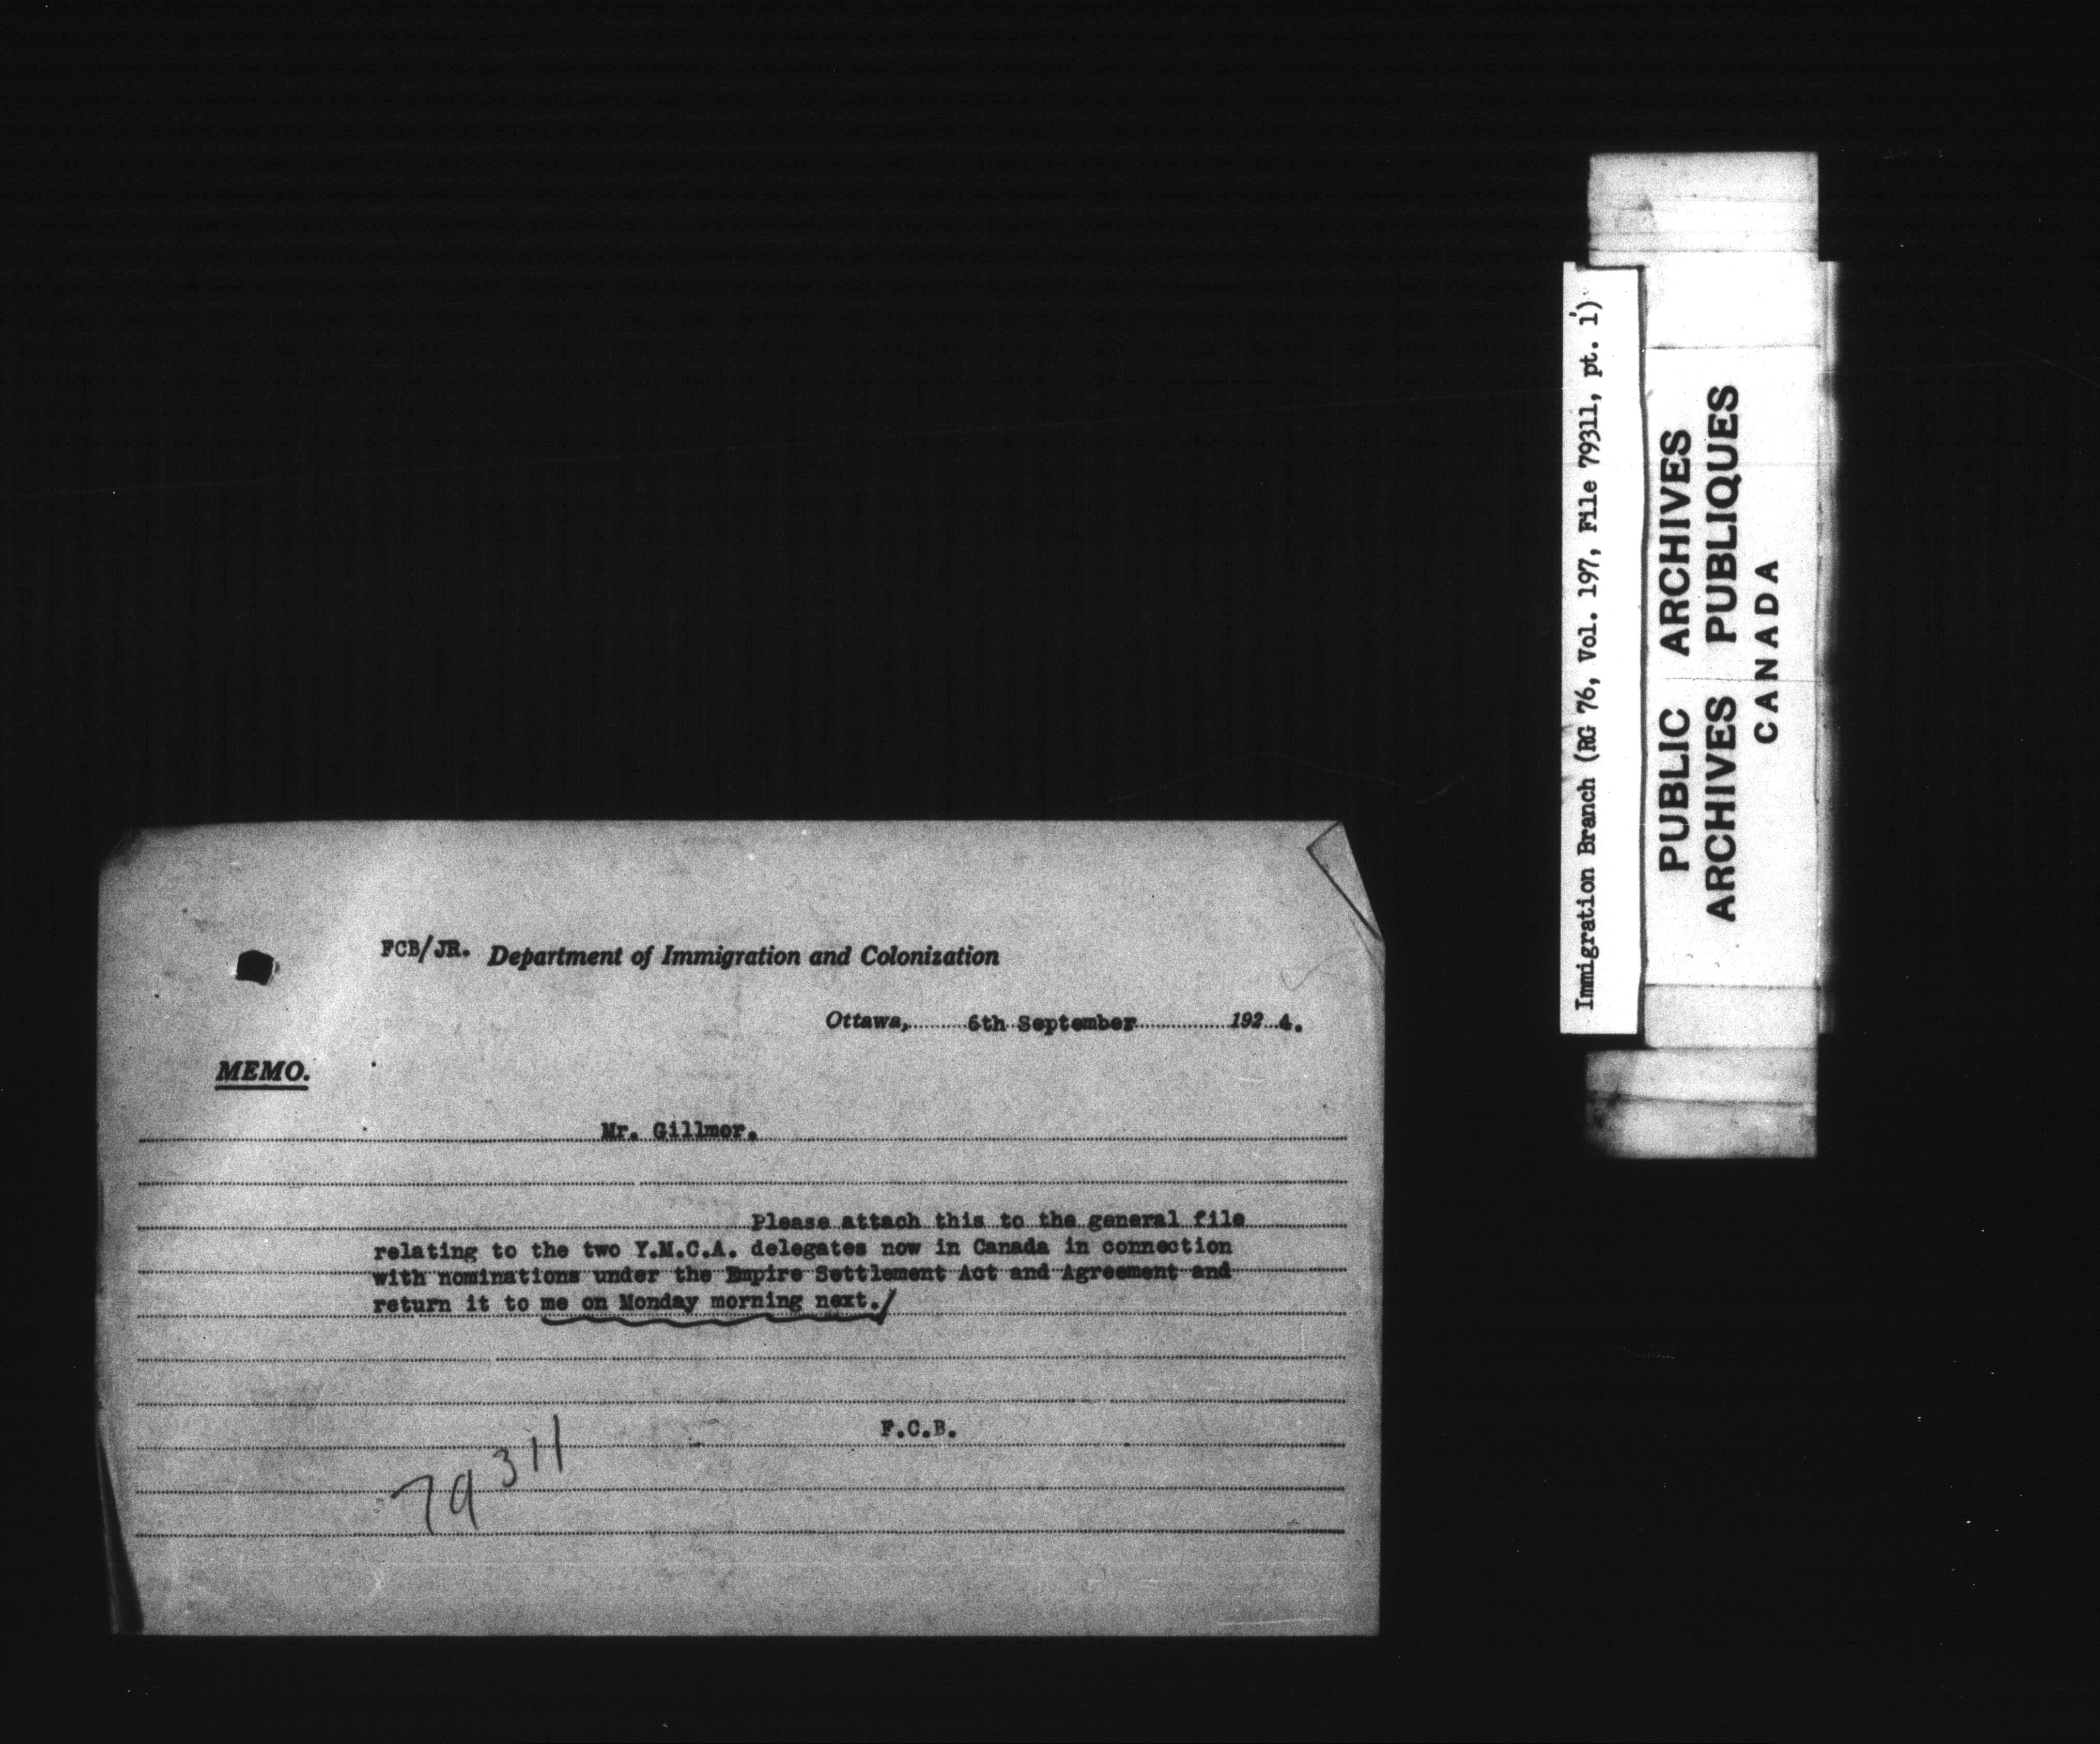 FCB/JR. Department of Immigration and Colonization
Ottawa, 6th September 1924.
MEMO.
Mr. Gillmor.
Please attach this to the general file
relating to the two Y.M.C.A. delegates now in Canada in connection
with nominations under the Empire Settlement Act and Agreement and
return it to me on Monday morning next.
F.C.B.
79311
Immigration Branch (RG 76, Vol. 197, File 79311, pt. 1)
PUBLIC ARCHIVES
ARCHIVES PUBLIQUES
CANADA